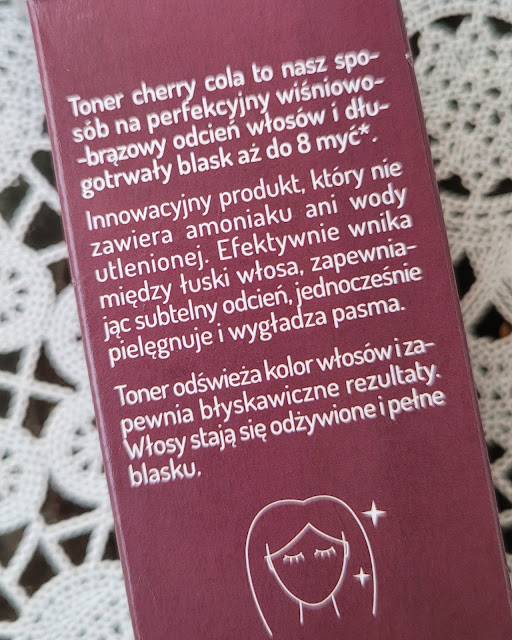 Toner cherry cola to nasz spo-
sób na perfekcyjny wiśniowo-
-brązowy odcień włosów i dłu-
gotrwały blask aż do 8 myć*.
Innowacyjny produkt, który nie
zawiera amoniaku ani wody
utlenionej. Efektywnie wnika
między łuski włosa, zapewnia-
jąc subtelny odcień, jednocześnie
pielęgnuje i wygładza pasma.
Toner odświeża kolor włosów i za-
pewnia błyskawiczne rezultaty.
Włosy stają się odżywione i pełne
blasku.